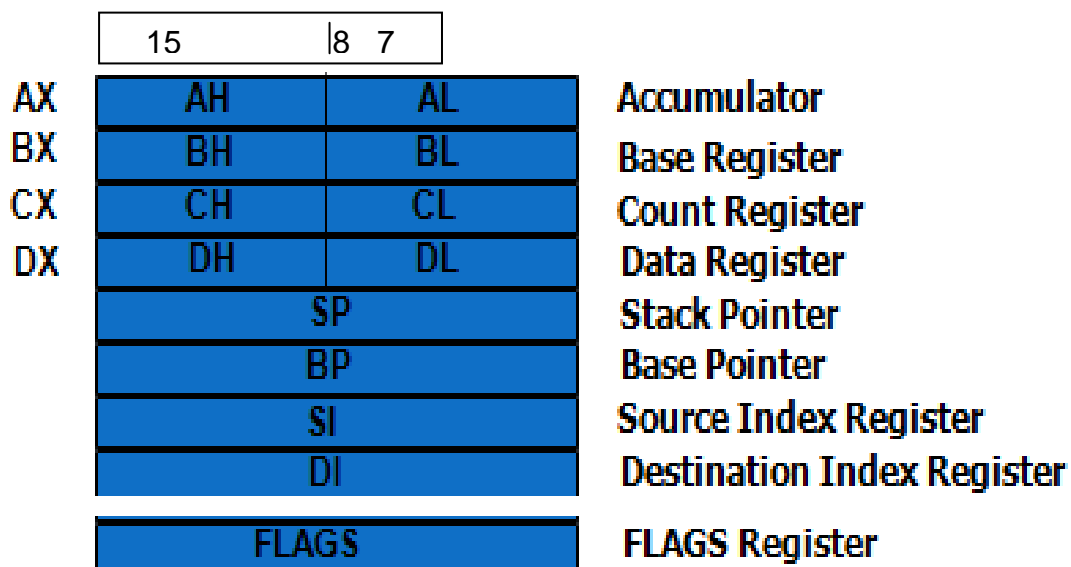 15 8 7
AX AH AL Accumulator
BX BH BL Base Register
CX CH CL Count Register
DX DH DL Data Register
SP Stack Pointer
BP Base Pointer
SI Source Index Register
DI Destination Index Register
FLAGS FLAGS Register